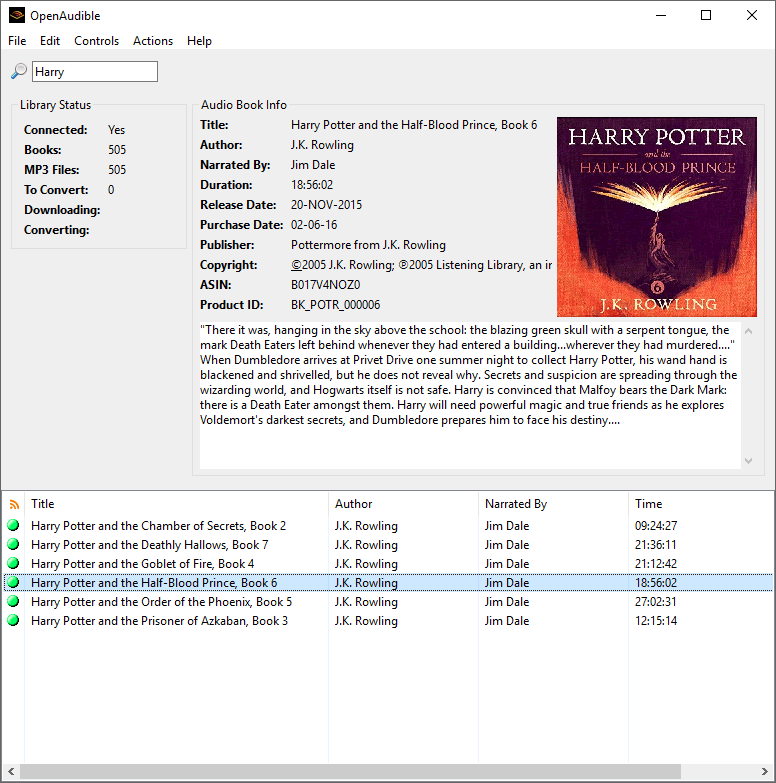 OpenAudible
File Edit Controls Actions Help
Harry
Library Status
Connected: Yes
Books: 505
MP3 Files: 505
To Convert: 0
Downloading:
Converting:
Audio Book Info
Title: Harry Potter and the Half-Blood Prince, Book 6
Author: J.K. Rowling
Narrated By: Jim Dale
Duration: 18:56:02
Release Date: 20-NOV-2015
Purchase Date: 02-06-16
Publisher: Pottermore from J.K. Rowling
Copyright: ©2005 J.K. Rowling; ℗2005 Listening Library, an ir
ASIN: B017V4NOZ0
Product ID: BK_POTR_000006
HARRY POTTER
and the
HALF-BLOOD PRINCE
6
J.K. ROWLING
"There it was, hanging in the sky above the school: the blazing green skull with a serpent tongue, the
mark Death Eaters left behind whenever they had entered a building...wherever they had murdered...."
When Dumbledore arrives at Privet Drive one summer night to collect Harry Potter, his wand hand is
blackened and shrivelled, but he does not reveal why. Secrets and suspicion are spreading through the
wizarding world, and Hogwarts itself is not safe. Harry is convinced that Malfoy bears the Dark Mark:
there is a Death Eater amongst them. Harry will need powerful magic and true friends as he explores
Voldemort's darkest secrets, and Dumbledore prepares him to face his destiny....
Title Author Narrated By Time
Harry Potter and the Chamber of Secrets, Book 2 J.K. Rowling Jim Dale 09:24:27
Harry Potter and the Deathly Hallows, Book 7 J.K. Rowling Jim Dale 21:36:11
Harry Potter and the Goblet of Fire, Book 4 J.K. Rowling Jim Dale 21:12:42
Harry Potter and the Half-Blood Prince, Book 6 J.K. Rowling Jim Dale 18:56:02
Harry Potter and the Order of the Phoenix, Book 5 J.K. Rowling Jim Dale 27:02:31
Harry Potter and the Prisoner of Azkaban, Book 3 J.K. Rowling Jim Dale 12:15:14